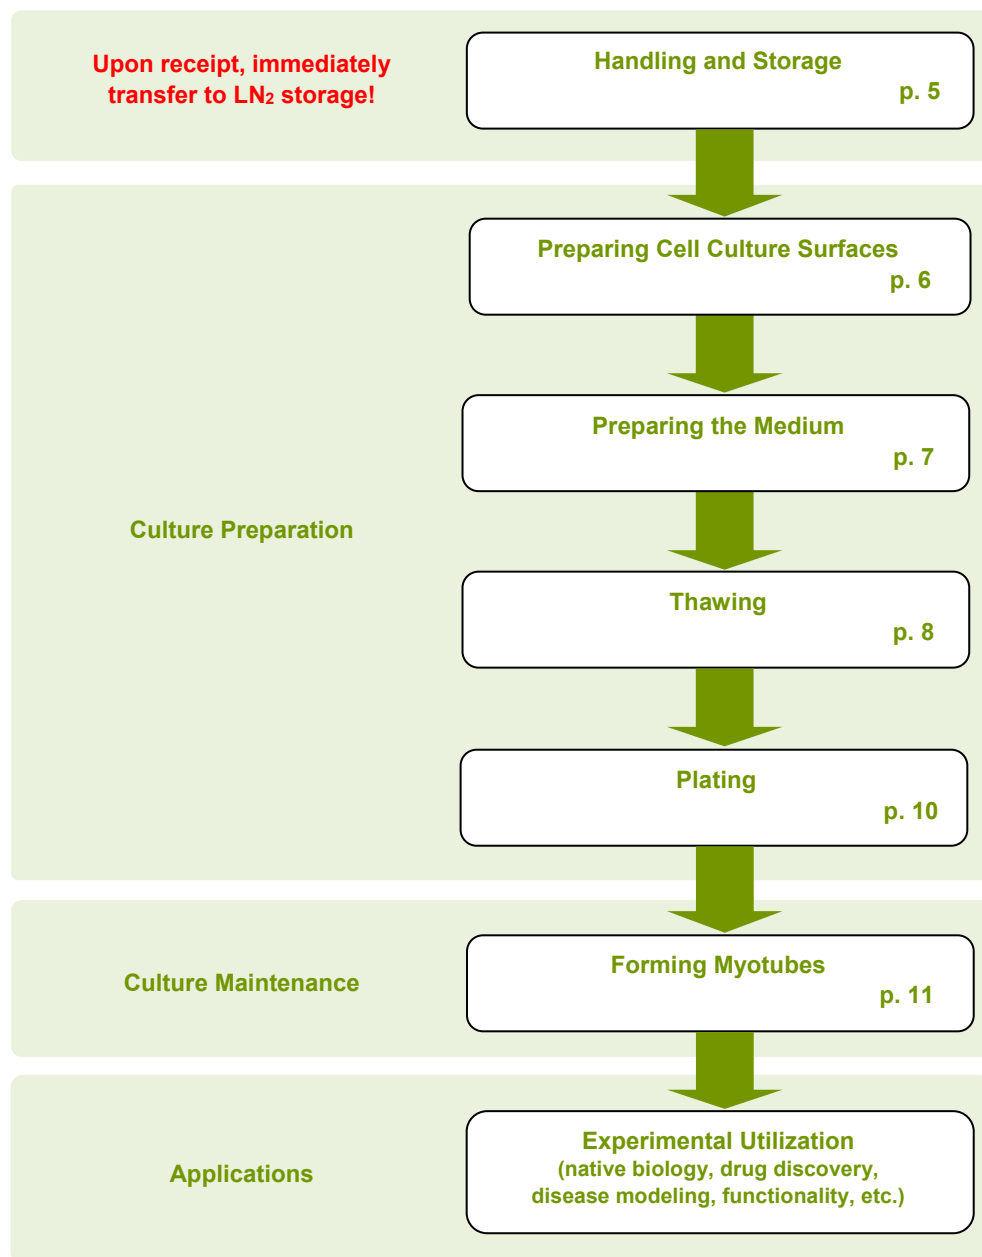 Upon receipt, immediately
transfer to LN₂ storage!
Handling and Storage
p. 5
Culture Preparation
Preparing Cell Culture Surfaces
p. 6
Preparing the Medium
p. 7
Thawing
p. 8
Plating
p. 10
Culture Maintenance
Forming Myotubes
p. 11
Applications
Experimental Utilization
(native biology, drug discovery,
disease modeling, functionality, etc.)